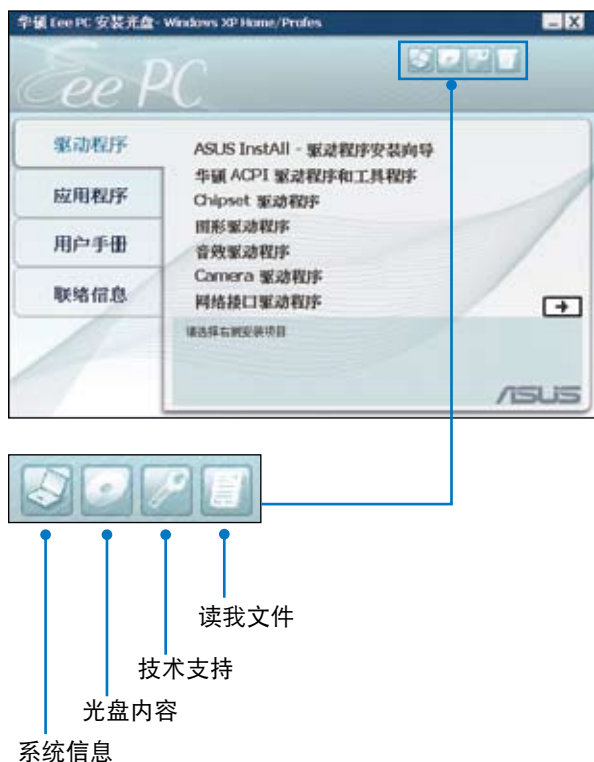 华硕 Eee PC 安装光盘- Windows XP Home/Profes
Eee PC
驱动程序
应用程序
用户手册
联络信息
ASUS InstAll - 驱动程序安装向导
华硕 ACPI 驱动程序和工具程序
Chipset 驱动程序
图形驱动程序
音效驱动程序
Camera 驱动程序
网络接口驱动程序
请选择右侧安装项目
ASUS
读我文件
技术支持
光盘内容
系统信息